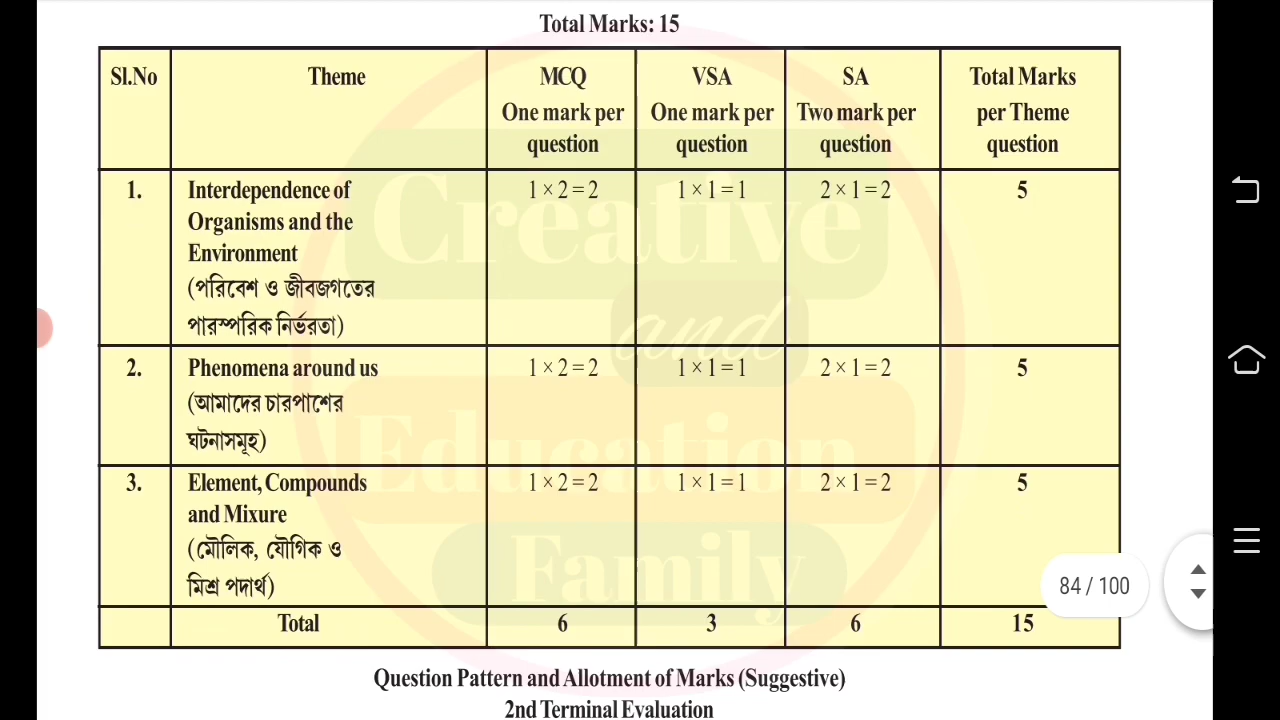 Total Marks: 15
Sl.No Theme MCQ VSA SA Total Marks
One mark per One mark per Two mark per per Theme
question question question question
1. Interdependence of 1 × 2 = 2 1 × 1 = 1 2 × 1 = 2 5
Organisms and the
Environment
(পরিবেশ ও জীবজগতের
পারস্পরিক নির্ভরতা)
2. Phenomena around us 1 × 2 = 2 1 × 1 = 1 2 × 1 = 2 5
(আমাদের চারপাশের
ঘটনাসমূহ)
3. Element, Compounds 1 × 2 = 2 1 × 1 = 1 2 × 1 = 2 5
and Mixure
(মৌলিক, যৌগিক ও
মিশ্র পদার্থ)
Total 6 3 6 15
Question Pattern and Allotment of Marks (Suggestive)
2nd Terminal Evaluation
84 / 100
Creative
and
Education
Family